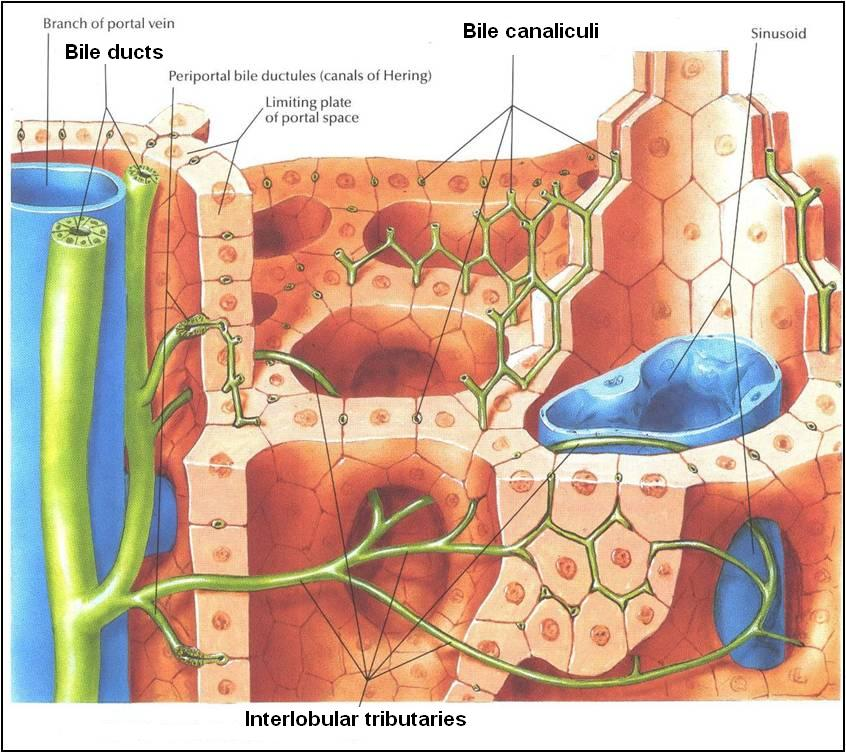 Branch of portal vein
Bile ducts
Periportal bile ductules (canals of Hering)
Limiting plate
of portal space
Bile canaliculi
Sinusoid
Interlobular tributaries